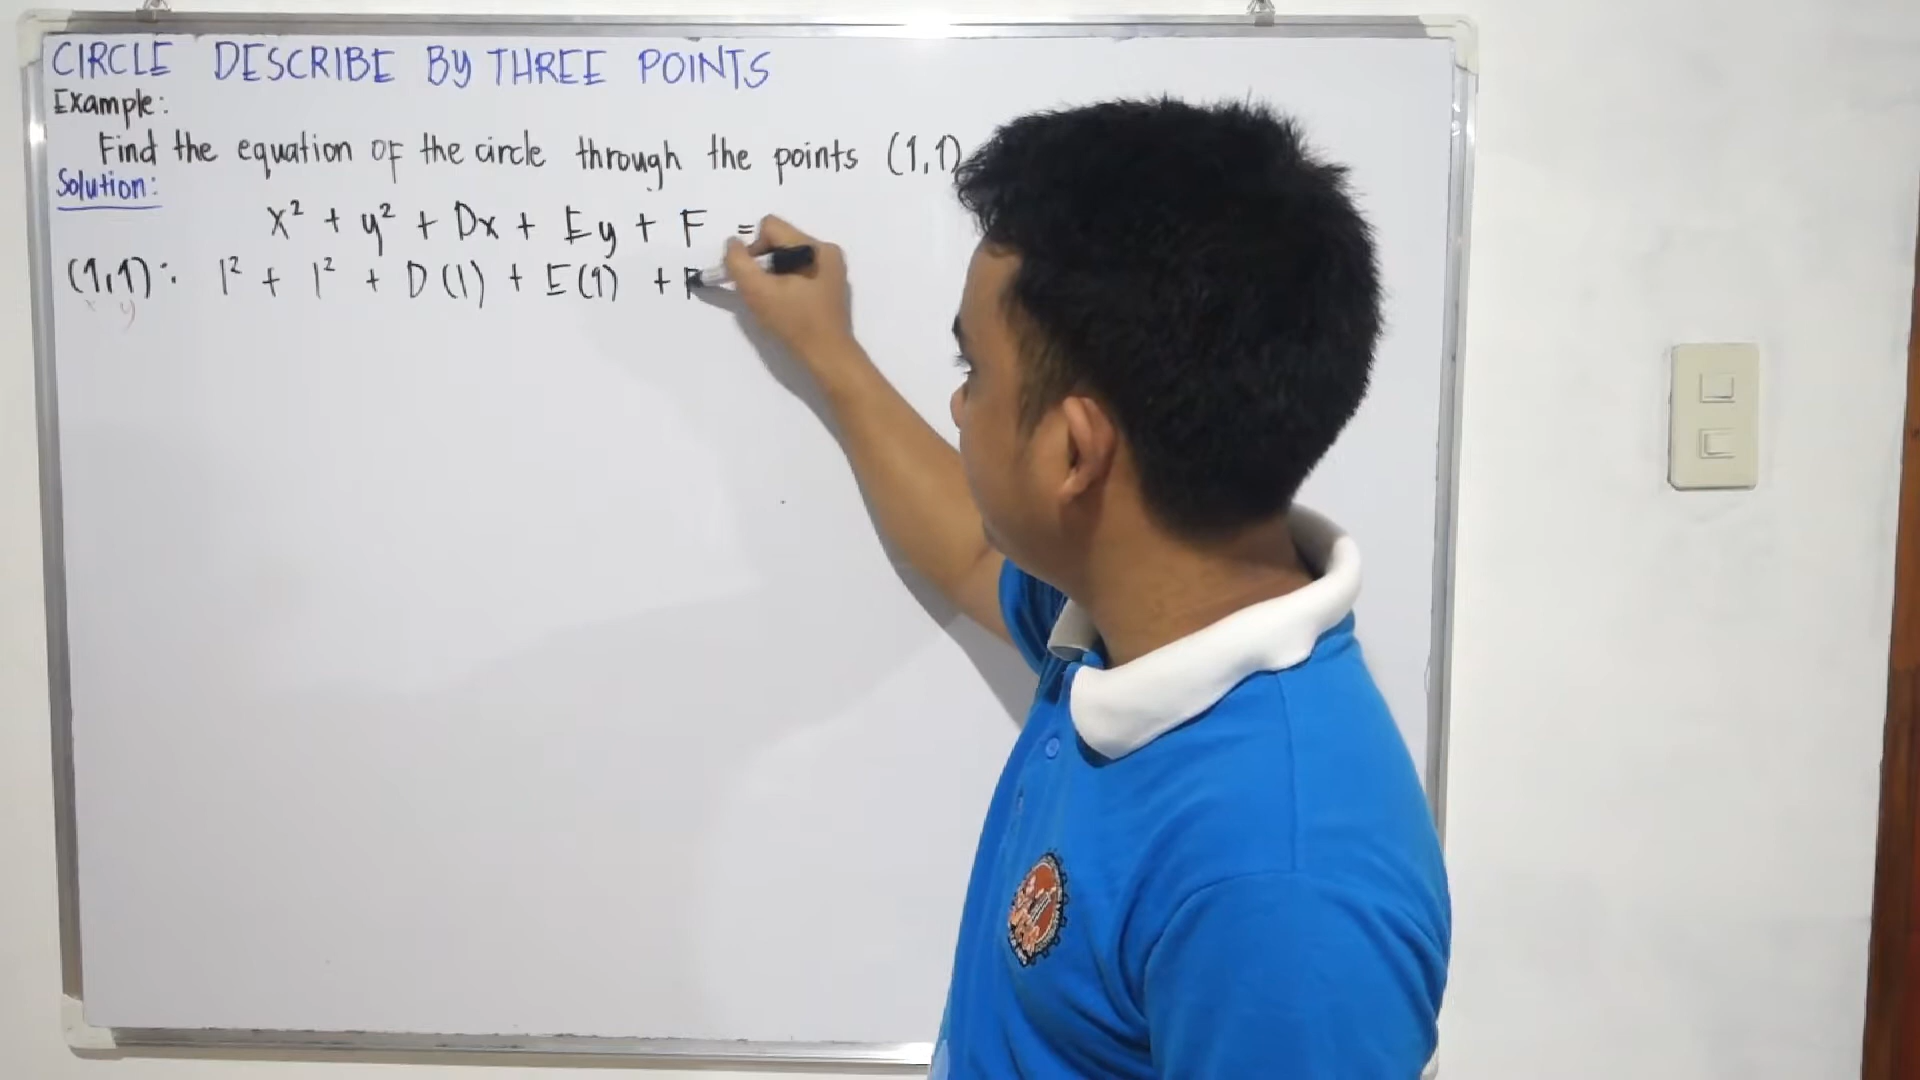 CIRCLE DESCRIBE BY THREE POINTS
Example:
Find the equation of the circle through the points (1,1)
Solution:
x² + y² + Dx + Ey + F =
(1,1): 1² + 1² + D(1) + E(1) + F
x y